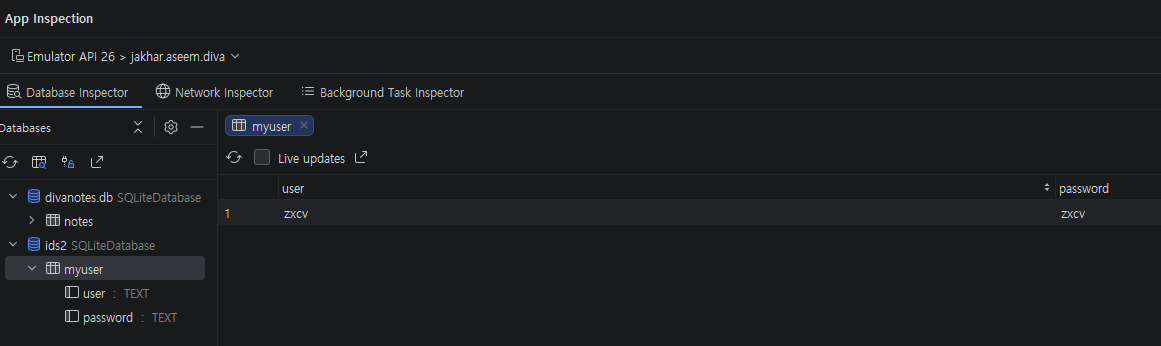 App Inspection
Emulator API 26 > jakhar.aseem.diva
Database Inspector Network Inspector Background Task Inspector
Databases
myuser
Live updates
user password
1 zxcv zxcv
divanotes.db SQLiteDatabase
notes
ids2 SQLiteDatabase
myuser
user : TEXT
password : TEXT